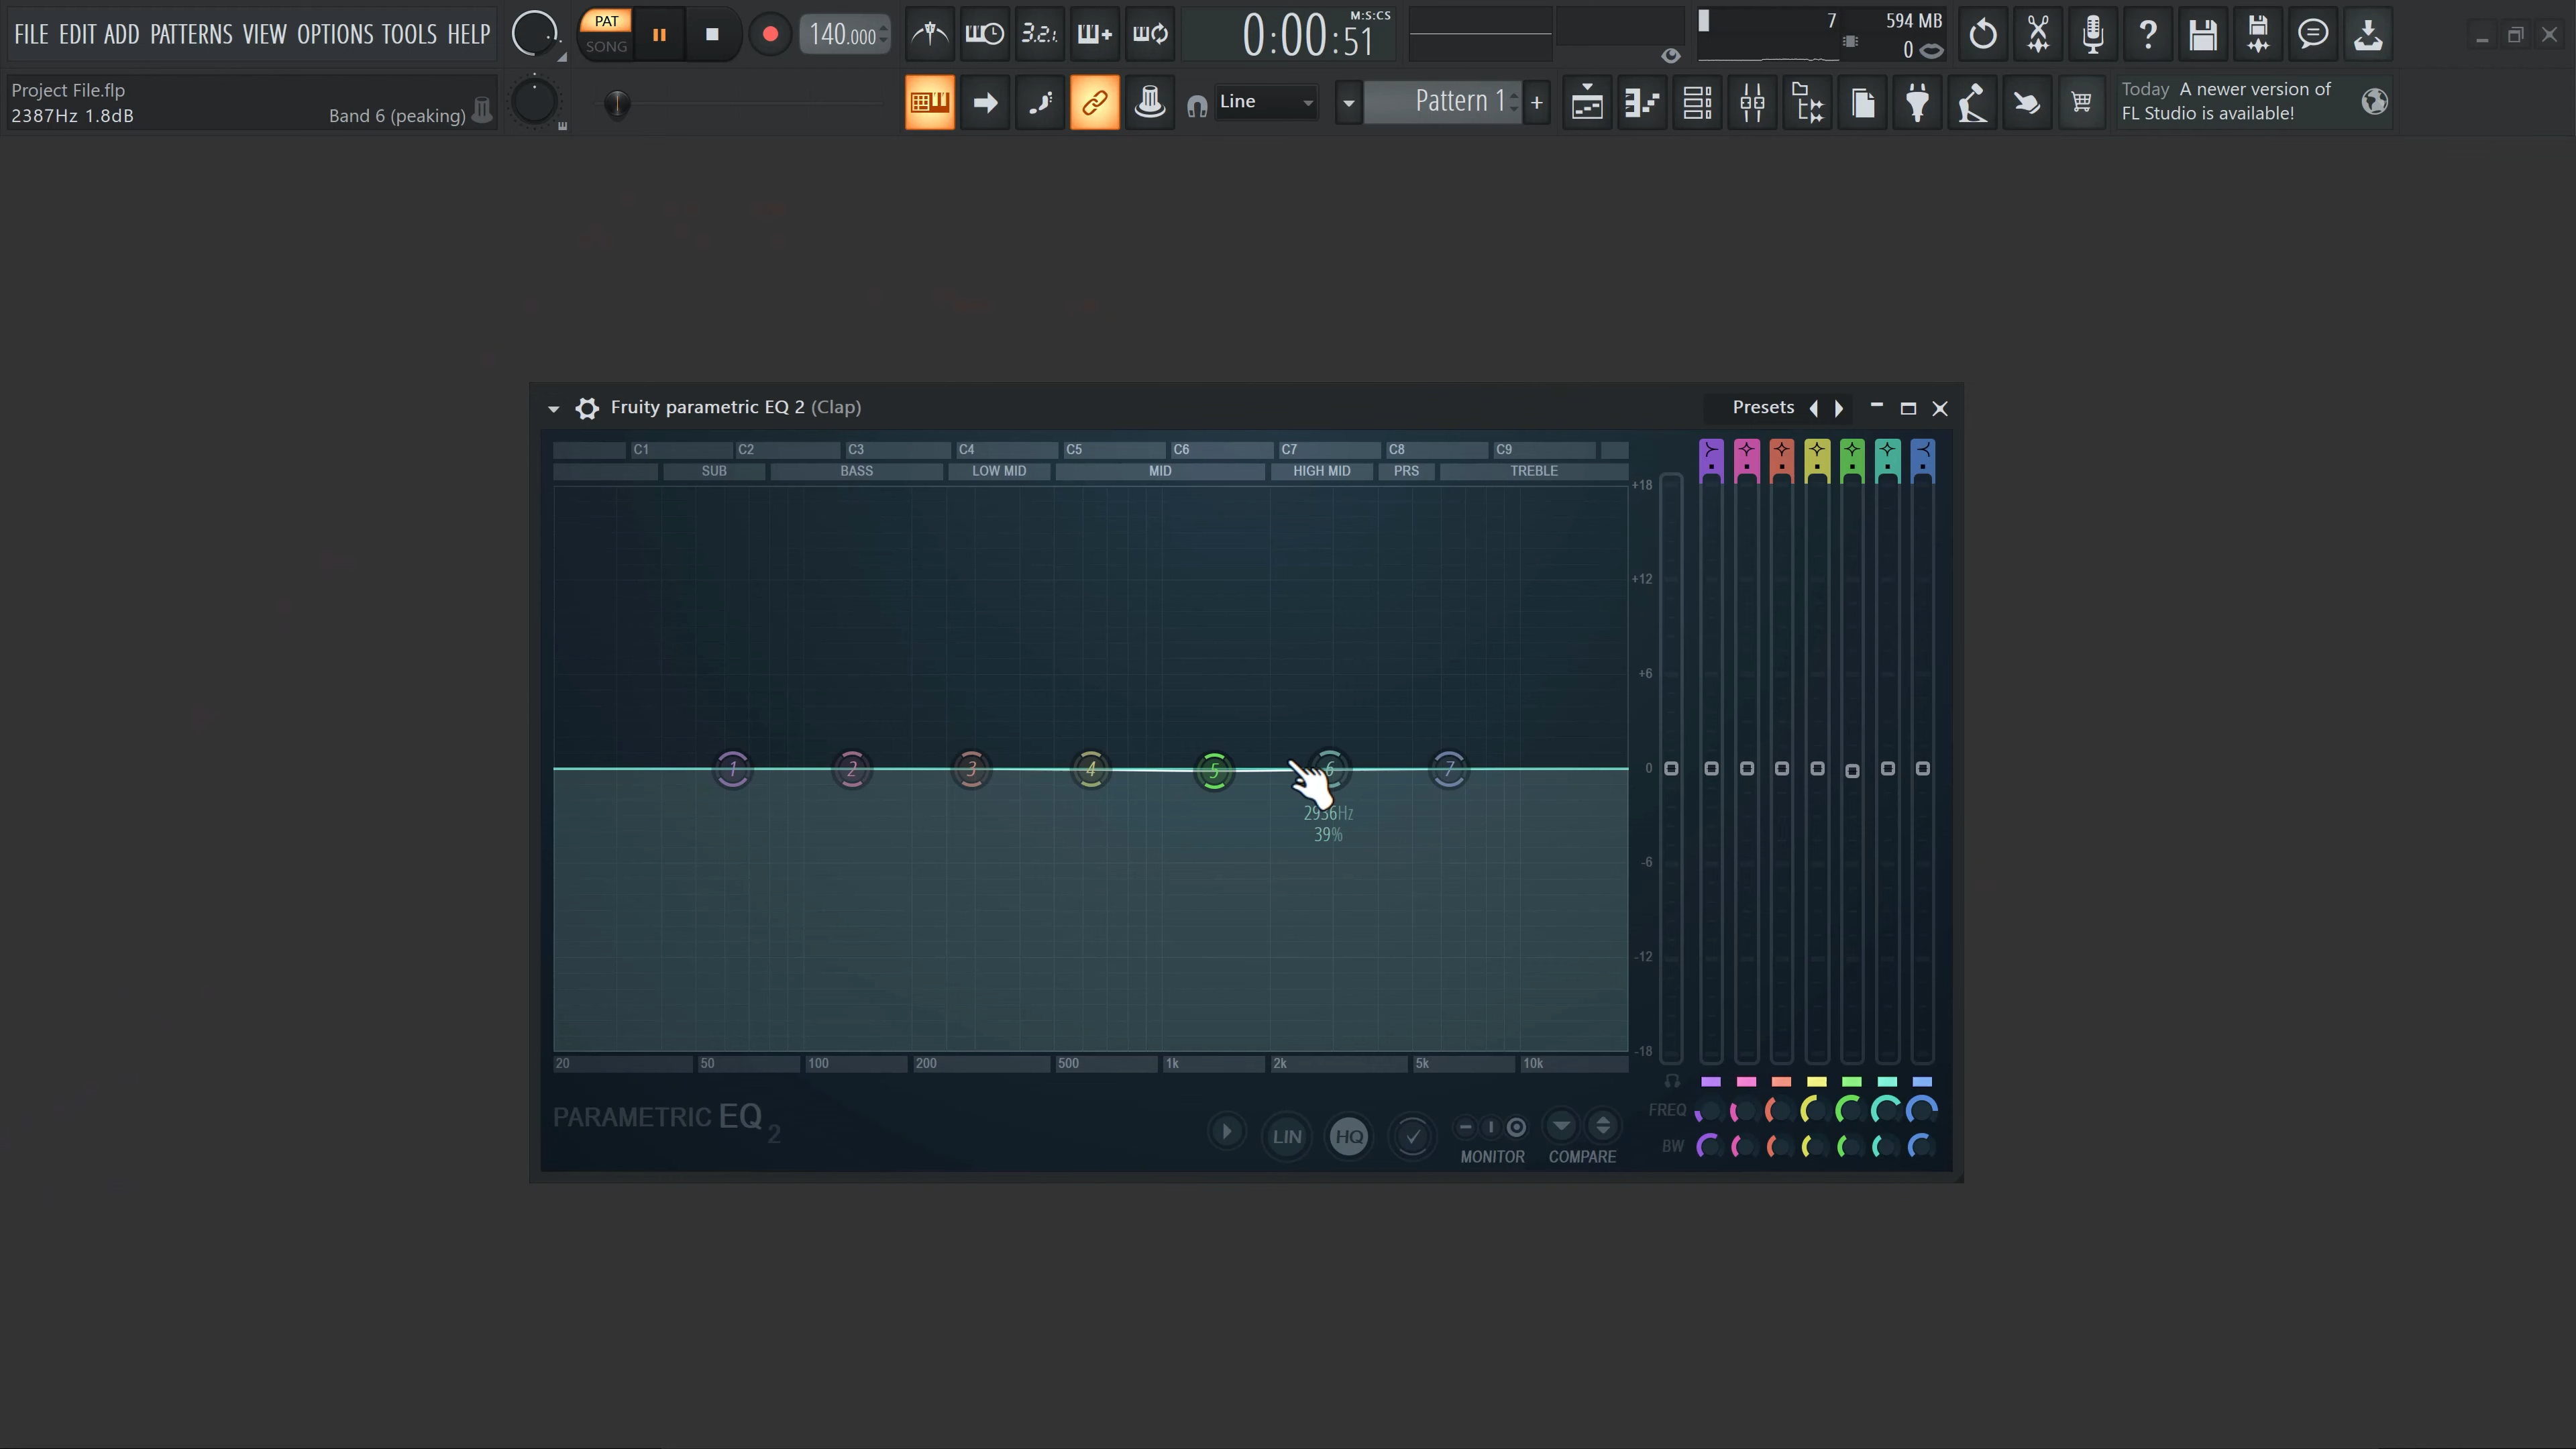 FILE EDIT ADD PATTERNS VIEW OPTIONS TOOLS HELP
PAT
SONG
140.000
3.2.1.
0:00:51
M:S:CS
7
594 MB
0
Project File.flp
2387Hz 1.8dB
Band 6 (peaking)
Line
Pattern 1
+
Today A newer version of
FL Studio is available!
Fruity parametric EQ 2 (Clap)
Presets
C1 C2 C3 C4 C5 C6 C7 C8 C9
SUB BASS LOW MID MID HIGH MID PRS TREBLE
+18
+12
+6
0
-6
-12
-18
1 2 3 4 5 6 7
2936Hz
39%
20 50 100 200 500 1k 2k 5k 10k
PARAMETRIC EQ 2
LIN HQ
MONITOR COMPARE
FREQ
BW